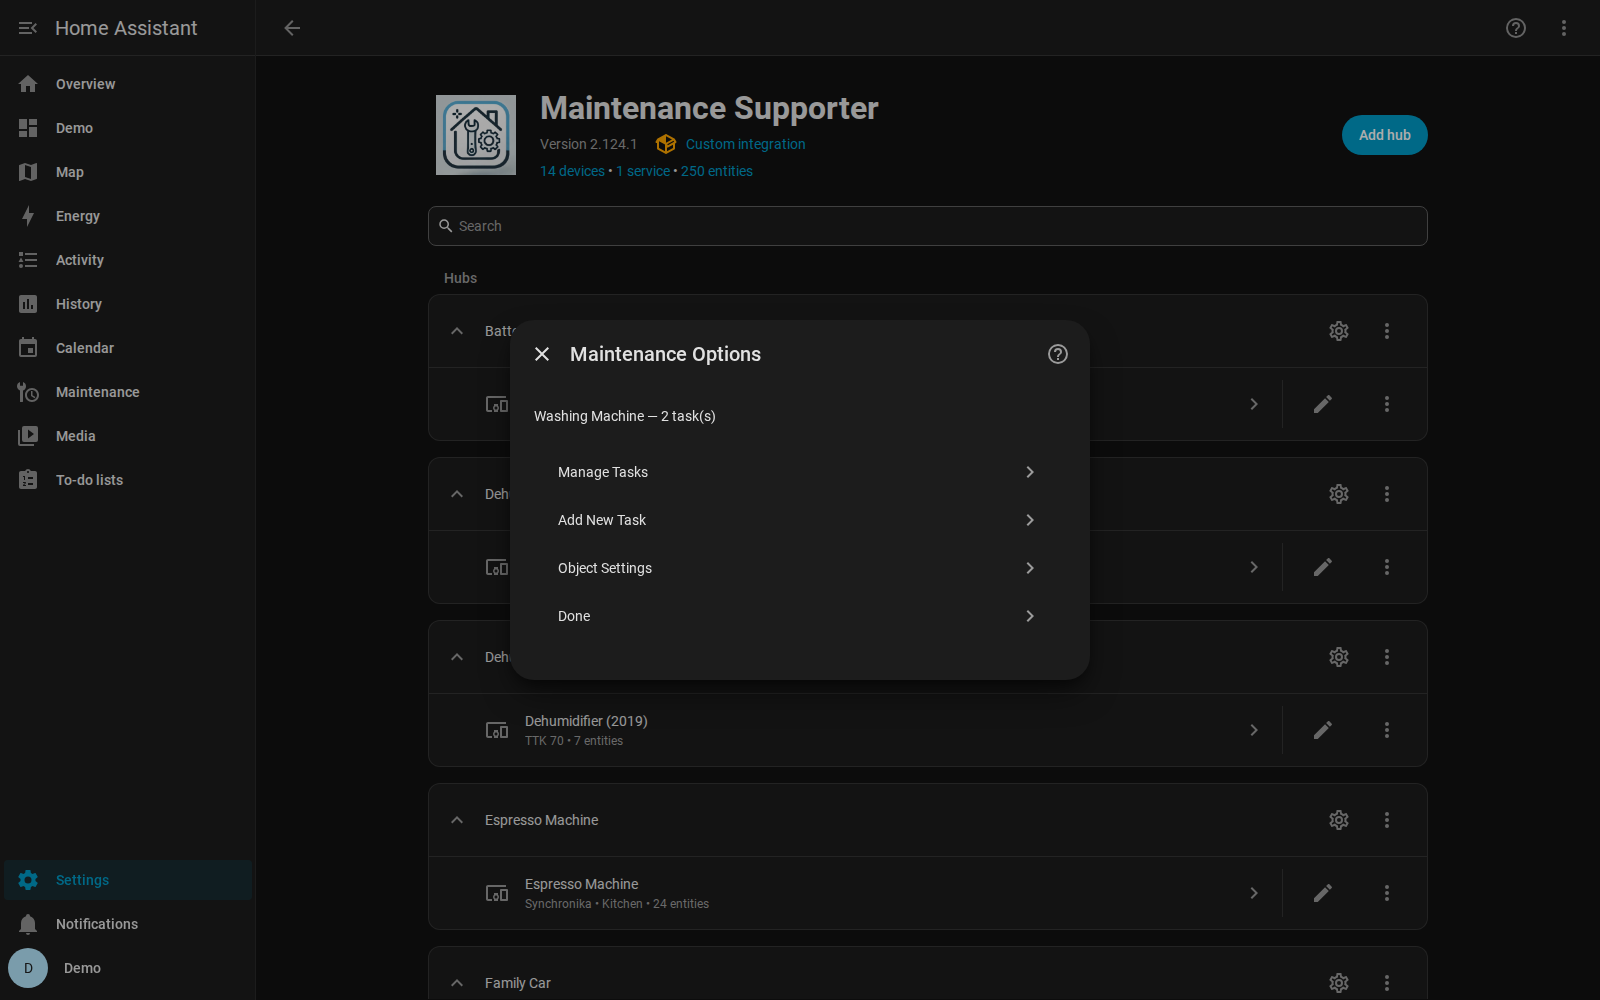 Home Assistant
Overview
Demo
Map
Energy
Activity
History
Calendar
Maintenance
Media
To-do lists
Settings
Notifications
D
Demo
Maintenance Supporter
Version 2.124.1
Custom integration
14 devices • 1 service • 250 entities
Add hub
Search
Hubs
Maintenance Options
Washing Machine — 2 task(s)
Manage Tasks
Add New Task
Object Settings
Done
Dehumidifier (2019)
TTK 70 • 7 entities
Espresso Machine
Espresso Machine
Synchronika • Kitchen • 24 entities
Family Car